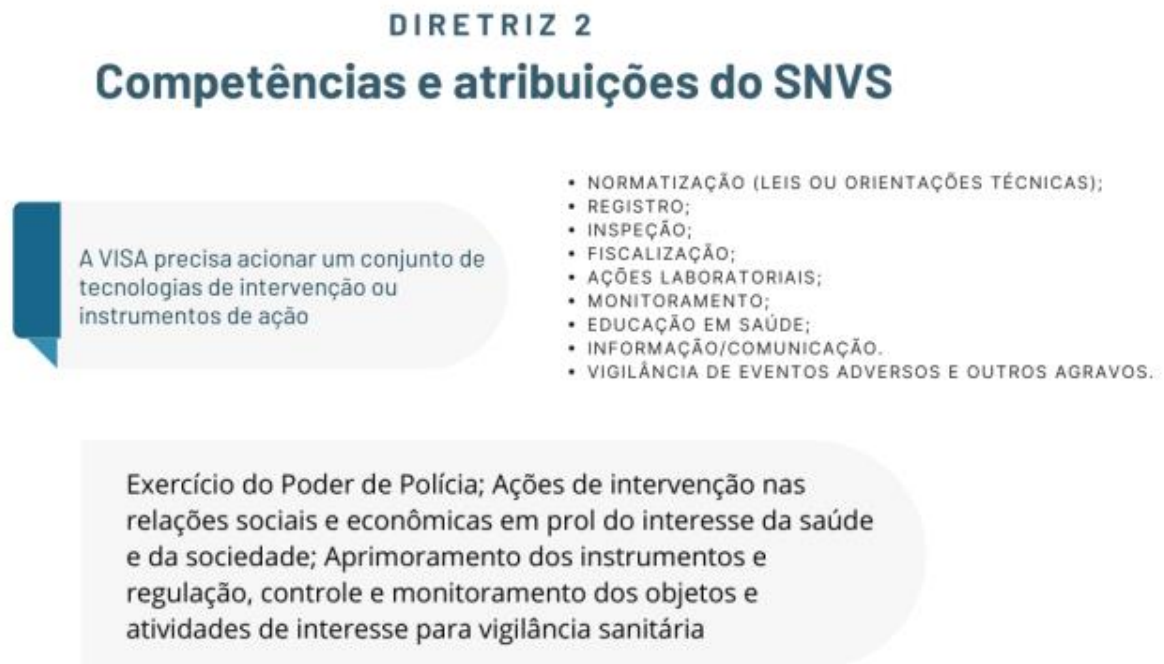 DIRETRIZ 2
Competências e atribuições do SNVS
A VISA precisa acionar um conjunto de
tecnologias de intervenção ou
instrumentos de ação
• NORMATIZAÇÃO (LEIS OU ORIENTAÇÕES TÉCNICAS);
• REGISTRO;
• INSPEÇÃO;
• FISCALIZAÇÃO;
• AÇÕES LABORATORIAIS;
• MONITORAMENTO;
• EDUCAÇÃO EM SAÚDE;
• INFORMAÇÃO/COMUNICAÇÃO.
• VIGILÂNCIA DE EVENTOS ADVERSOS E OUTROS AGRAVOS.
Exercício do Poder de Polícia; Ações de intervenção nas
relações sociais e econômicas em prol do interesse da saúde
e da sociedade; Aprimoramento dos instrumentos e
regulação, controle e monitoramento dos objetos e
atividades de interesse para vigilância sanitária